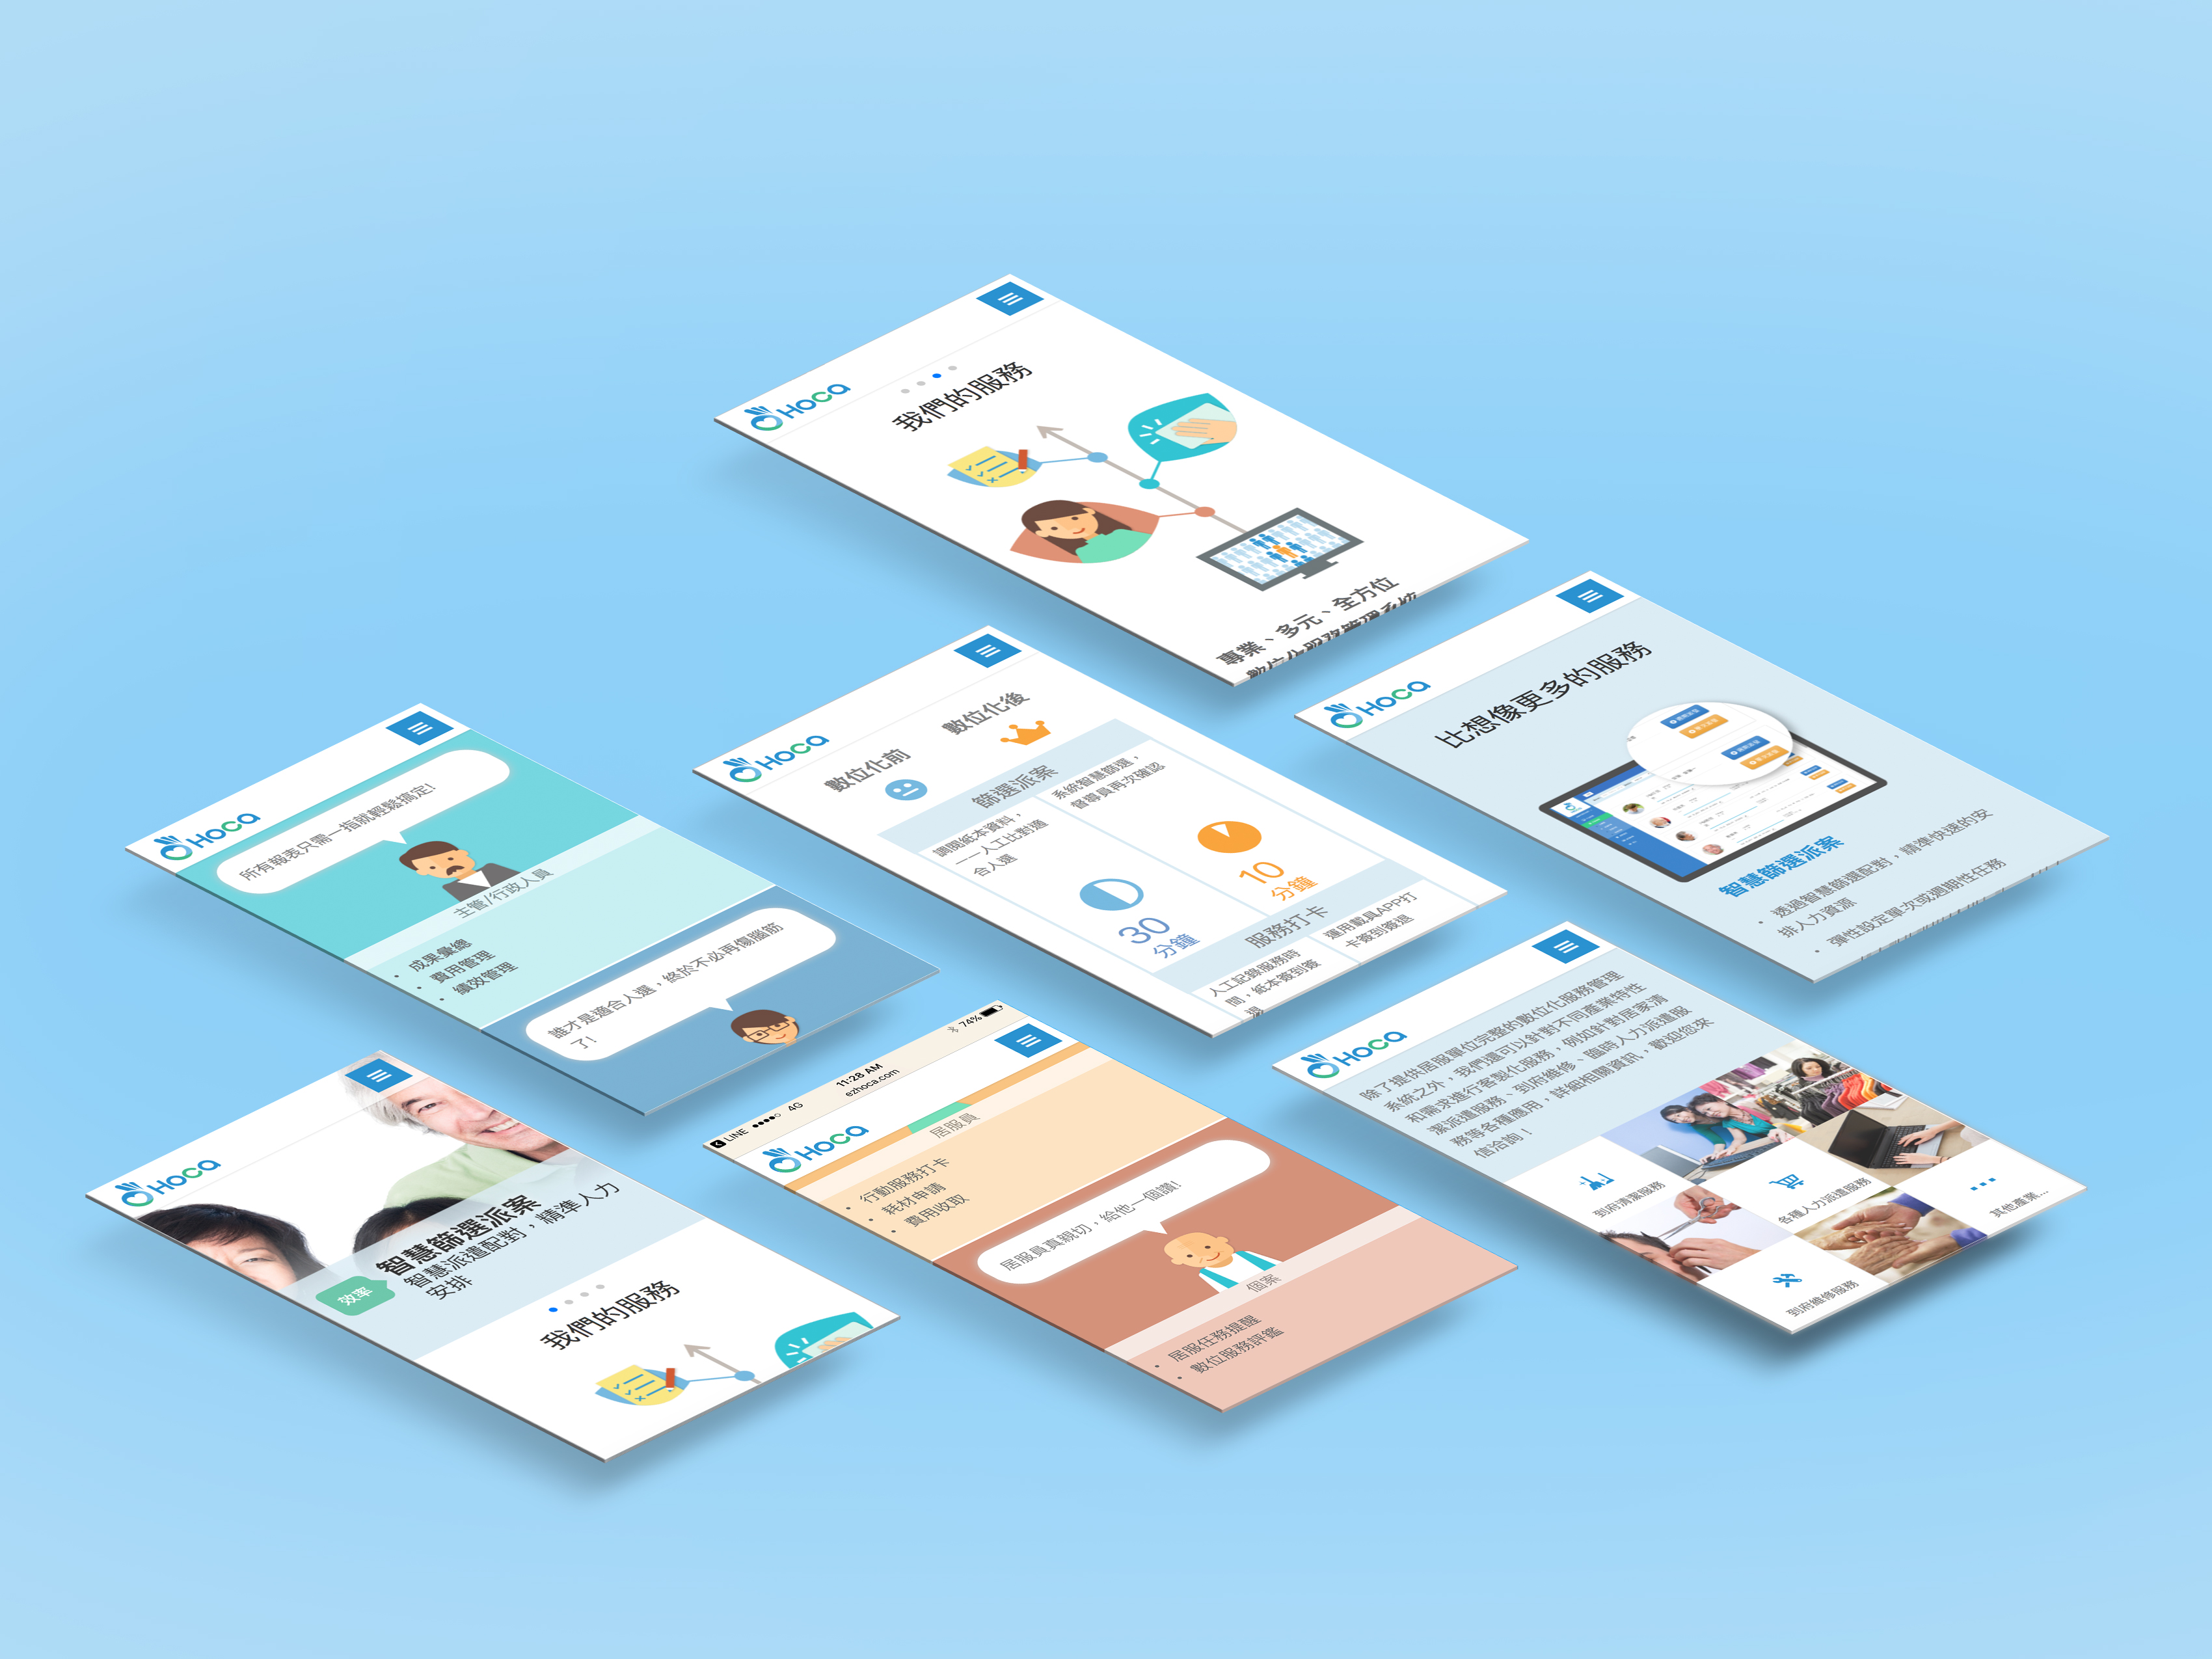 HOCA
我們的服務
專業、多元、全方位
數位化服務管理系統
HOCA
比想像更多的服務
智慧篩選派案
• 透過智慧篩選配對，精準快速的安
排人力資源
• 彈性設定單次或週期性任務
HOCA
數位化前
數位化後
篩選派案
調閱紙本資料，
一一人工比對適
合人選
30
分鐘
系統智慧篩選，
督導員再次確認
10
分鐘
服務打卡
人工記錄服務時
間，紙本簽到簽
退
運用載具APP打
卡簽到簽退
HOCA
所有報表只需一指就輕鬆搞定!
主管/行政人員
• 成果彙總
• 費用管理
• 績效管理
誰才是適合人選，終於不必再傷腦筋
了!
HOCA
除了提供居服單位完整的數位化服務管理
系統之外，我們還可以針對不同產業特性
和需求進行客製化服務，例如針對居家清
潔派遣服務、到府維修、臨時人力派遣服
務等各種應用，詳細相關資訊，歡迎您來
信洽詢！
到府清潔服務
各種人力派遣服務
其他產業...
到府維修服務
LINE 4G
11:28 AM
74%
ezhoca.com
HOCA
居服員
• 行動服務打卡
• 耗材申請
• 費用收取
居服員真親切，給他一個讚!
個案
• 居服任務提醒
• 數位服務評鑑
HOCA
效率
智慧篩選派案
智慧派遣配對，精準人力
安排
我們的服務